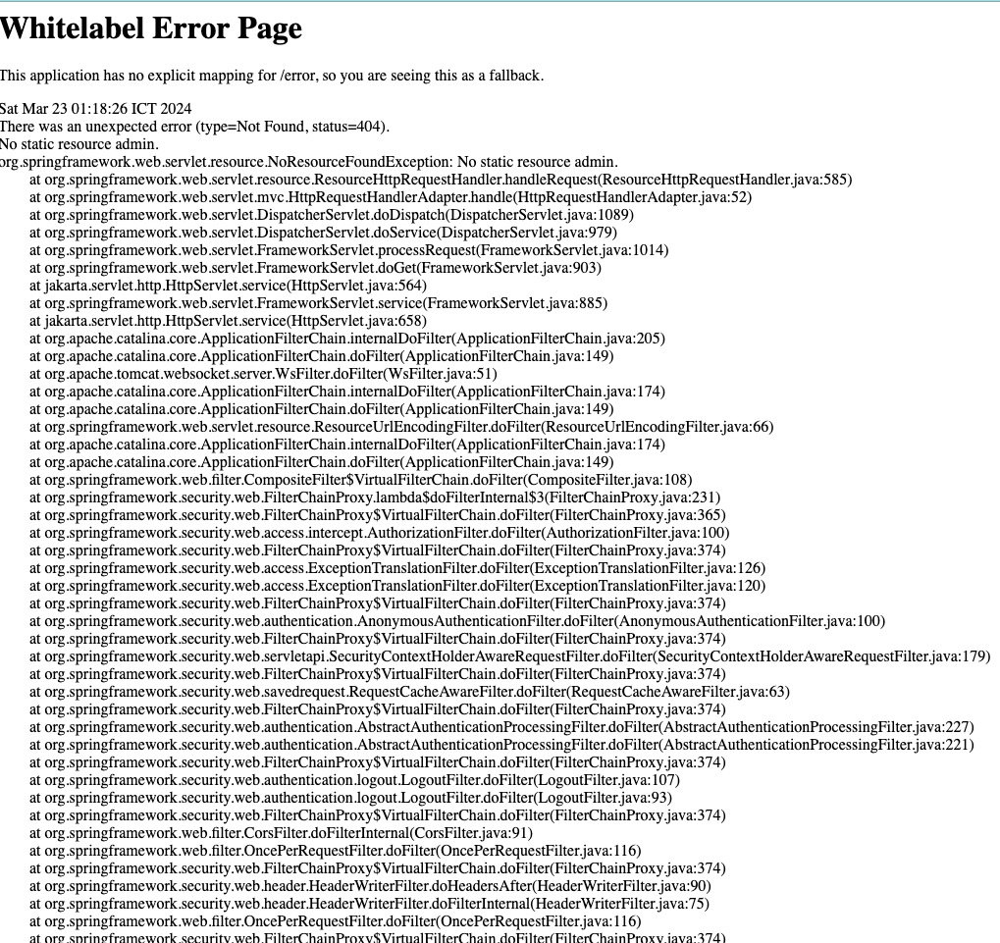 Whitelabel Error Page
This application has no explicit mapping for /error, so you are seeing this as a fallback.
Sat Mar 23 01:18:26 ICT 2024
There was an unexpected error (type=Not Found, status=404).
No static resource admin.
org.springframework.web.servlet.resource.NoResourceFoundException: No static resource admin.
at org.springframework.web.servlet.resource.ResourceHttpRequestHandler.handleRequest(ResourceHttpRequestHandler.java:585)
at org.springframework.web.servlet.mvc.HttpRequestHandlerAdapter.handle(HttpRequestHandlerAdapter.java:52)
at org.springframework.web.servlet.DispatcherServlet.doDispatch(DispatcherServlet.java:1089)
at org.springframework.web.servlet.DispatcherServlet.doService(DispatcherServlet.java:979)
at org.springframework.web.servlet.FrameworkServlet.processRequest(FrameworkServlet.java:1014)
at org.springframework.web.servlet.FrameworkServlet.doGet(FrameworkServlet.java:903)
at jakarta.servlet.http.HttpServlet.service(HttpServlet.java:564)
at org.springframework.web.servlet.FrameworkServlet.service(FrameworkServlet.java:885)
at jakarta.servlet.http.HttpServlet.service(HttpServlet.java:658)
at org.apache.catalina.core.ApplicationFilterChain.internalDoFilter(ApplicationFilterChain.java:205)
at org.apache.catalina.core.ApplicationFilterChain.doFilter(ApplicationFilterChain.java:149)
at org.apache.tomcat.websocket.server.WsFilter.doFilter(WsFilter.java:51)
at org.apache.catalina.core.ApplicationFilterChain.internalDoFilter(ApplicationFilterChain.java:174)
at org.apache.catalina.core.ApplicationFilterChain.doFilter(ApplicationFilterChain.java:149)
at org.springframework.web.servlet.resource.ResourceUrlEncodingFilter.doFilter(ResourceUrlEncodingFilter.java:66)
at org.apache.catalina.core.ApplicationFilterChain.internalDoFilter(ApplicationFilterChain.java:174)
at org.apache.catalina.core.ApplicationFilterChain.doFilter(ApplicationFilterChain.java:149)
at org.springframework.web.filter.CompositeFilter$VirtualFilterChain.doFilter(CompositeFilter.java:108)
at org.springframework.security.web.FilterChainProxy.lambda$doFilterInternal$3(FilterChainProxy.java:231)
at org.springframework.security.web.FilterChainProxy$VirtualFilterChain.doFilter(FilterChainProxy.java:365)
at org.springframework.security.web.access.intercept.AuthorizationFilter.doFilter(AuthorizationFilter.java:100)
at org.springframework.security.web.FilterChainProxy$VirtualFilterChain.doFilter(FilterChainProxy.java:374)
at org.springframework.security.web.access.ExceptionTranslationFilter.doFilter(ExceptionTranslationFilter.java:126)
at org.springframework.security.web.access.ExceptionTranslationFilter.doFilter(ExceptionTranslationFilter.java:120)
at org.springframework.security.web.FilterChainProxy$VirtualFilterChain.doFilter(FilterChainProxy.java:374)
at org.springframework.security.web.authentication.AnonymousAuthenticationFilter.doFilter(AnonymousAuthenticationFilter.java:100)
at org.springframework.security.web.FilterChainProxy$VirtualFilterChain.doFilter(FilterChainProxy.java:374)
at org.springframework.security.web.servletapi.SecurityContextHolderAwareRequestFilter.doFilter(SecurityContextHolderAwareRequestFilter.java:179)
at org.springframework.security.web.FilterChainProxy$VirtualFilterChain.doFilter(FilterChainProxy.java:374)
at org.springframework.security.web.savedrequest.RequestCacheAwareFilter.doFilter(RequestCacheAwareFilter.java:63)
at org.springframework.security.web.FilterChainProxy$VirtualFilterChain.doFilter(FilterChainProxy.java:374)
at org.springframework.security.web.authentication.AbstractAuthenticationProcessingFilter.doFilter(AbstractAuthenticationProcessingFilter.java:227)
at org.springframework.security.web.authentication.AbstractAuthenticationProcessingFilter.doFilter(AbstractAuthenticationProcessingFilter.java:221)
at org.springframework.security.web.FilterChainProxy$VirtualFilterChain.doFilter(FilterChainProxy.java:374)
at org.springframework.security.web.authentication.logout.LogoutFilter.doFilter(LogoutFilter.java:107)
at org.springframework.security.web.authentication.logout.LogoutFilter.doFilter(LogoutFilter.java:93)
at org.springframework.security.web.FilterChainProxy$VirtualFilterChain.doFilter(FilterChainProxy.java:374)
at org.springframework.web.filter.CorsFilter.doFilterInternal(CorsFilter.java:91)
at org.springframework.web.filter.OncePerRequestFilter.doFilter(OncePerRequestFilter.java:116)
at org.springframework.security.web.FilterChainProxy$VirtualFilterChain.doFilter(FilterChainProxy.java:374)
at org.springframework.security.web.header.HeaderWriterFilter.doHeadersAfter(HeaderWriterFilter.java:90)
at org.springframework.security.web.header.HeaderWriterFilter.doFilterInternal(HeaderWriterFilter.java:75)
at org.springframework.web.filter.OncePerRequestFilter.doFilter(OncePerRequestFilter.java:116)
at org.springframework.security.web.FilterChainProxy$VirtualFilterChain.doFilter(FilterChainProxy.java:374)